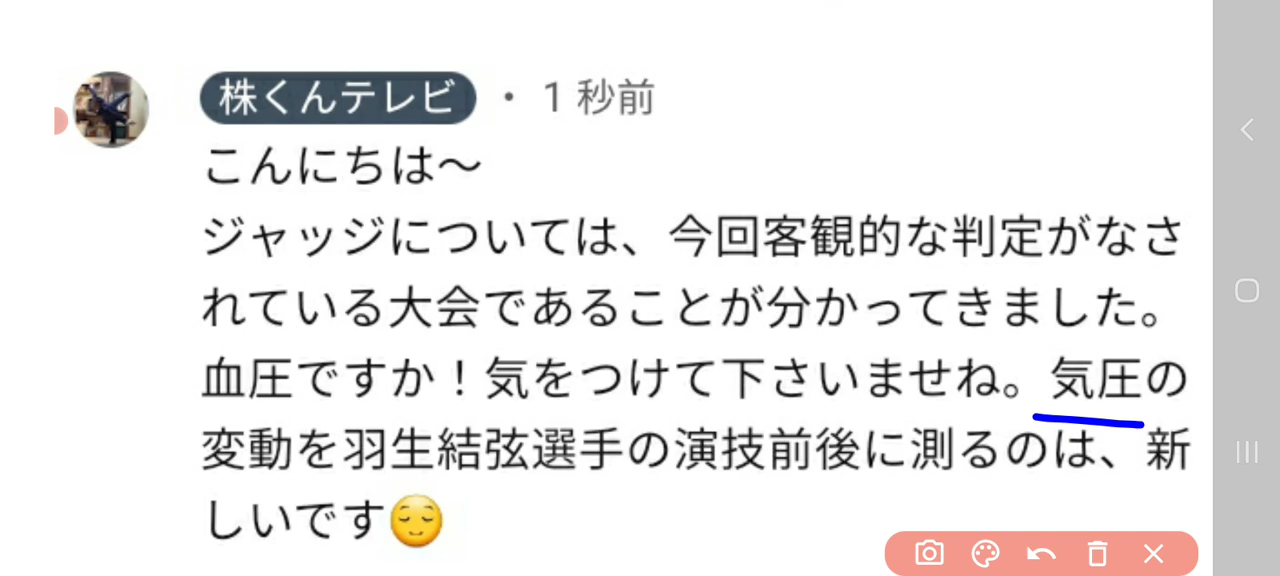 株くんテレビ・1 秒前
こんにちは～
ジャッジについては、今回客観的な判定がなさ
れている大会であることが分かってきました。
血圧ですか！気をつけて下さいませね。気圧の
変動を羽生結弦選手の演技前後に測るのは、新
しいです😌